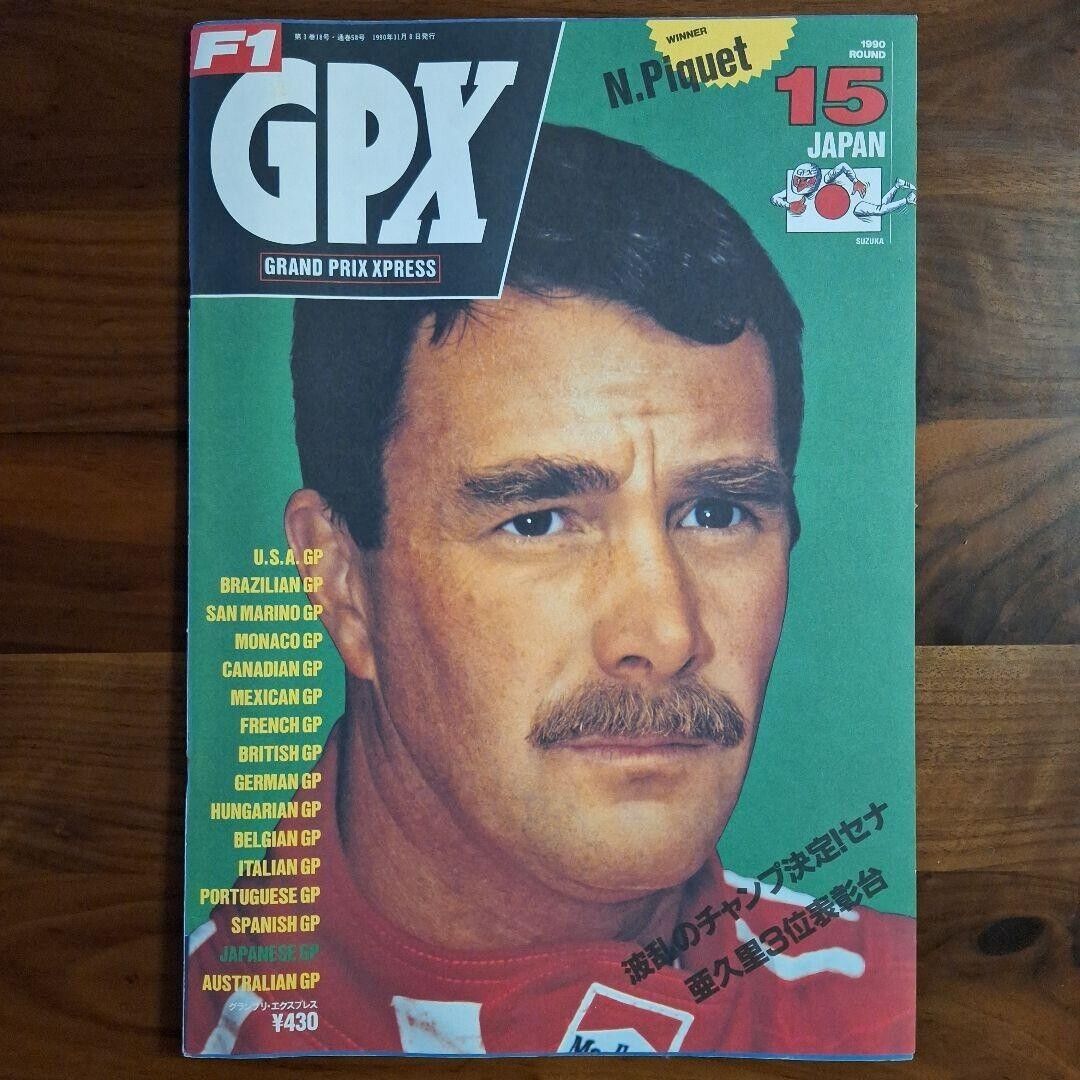 F1
第3巻18号・通巻58号 1990年11月8日発行
GPX
GRAND PRIX XPRESS
WINNER
N.Piquet
1990
ROUND
15
JAPAN
GPX
SUZUKA
U.S.A. GP
BRAZILIAN GP
SAN MARINO GP
MONACO GP
CANADIAN GP
MEXICAN GP
FRENCH GP
BRITISH GP
GERMAN GP
HUNGARIAN GP
BELGIAN GP
ITALIAN GP
PORTUGUESE GP
SPANISH GP
JAPANESE GP
AUSTRALIAN GP
グランプリ・エクスプレス
¥430
波乱のチャンプ決定!セナ
亜久里3位表彰台